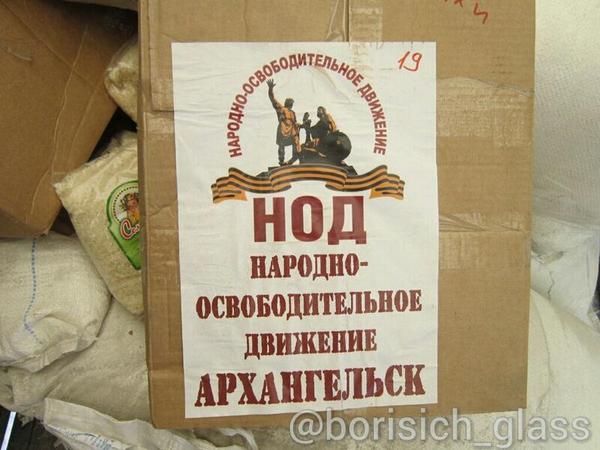 19
НАРОДНО-ОСВОБОДИТЕЛЬНОЕ ДВИЖЕНИЕ
НОД
НАРОДНО-
ОСВОБОДИТЕЛЬНОЕ
ДВИЖЕНИЕ
АРХАНГЕЛЬСК
@borisich_glass